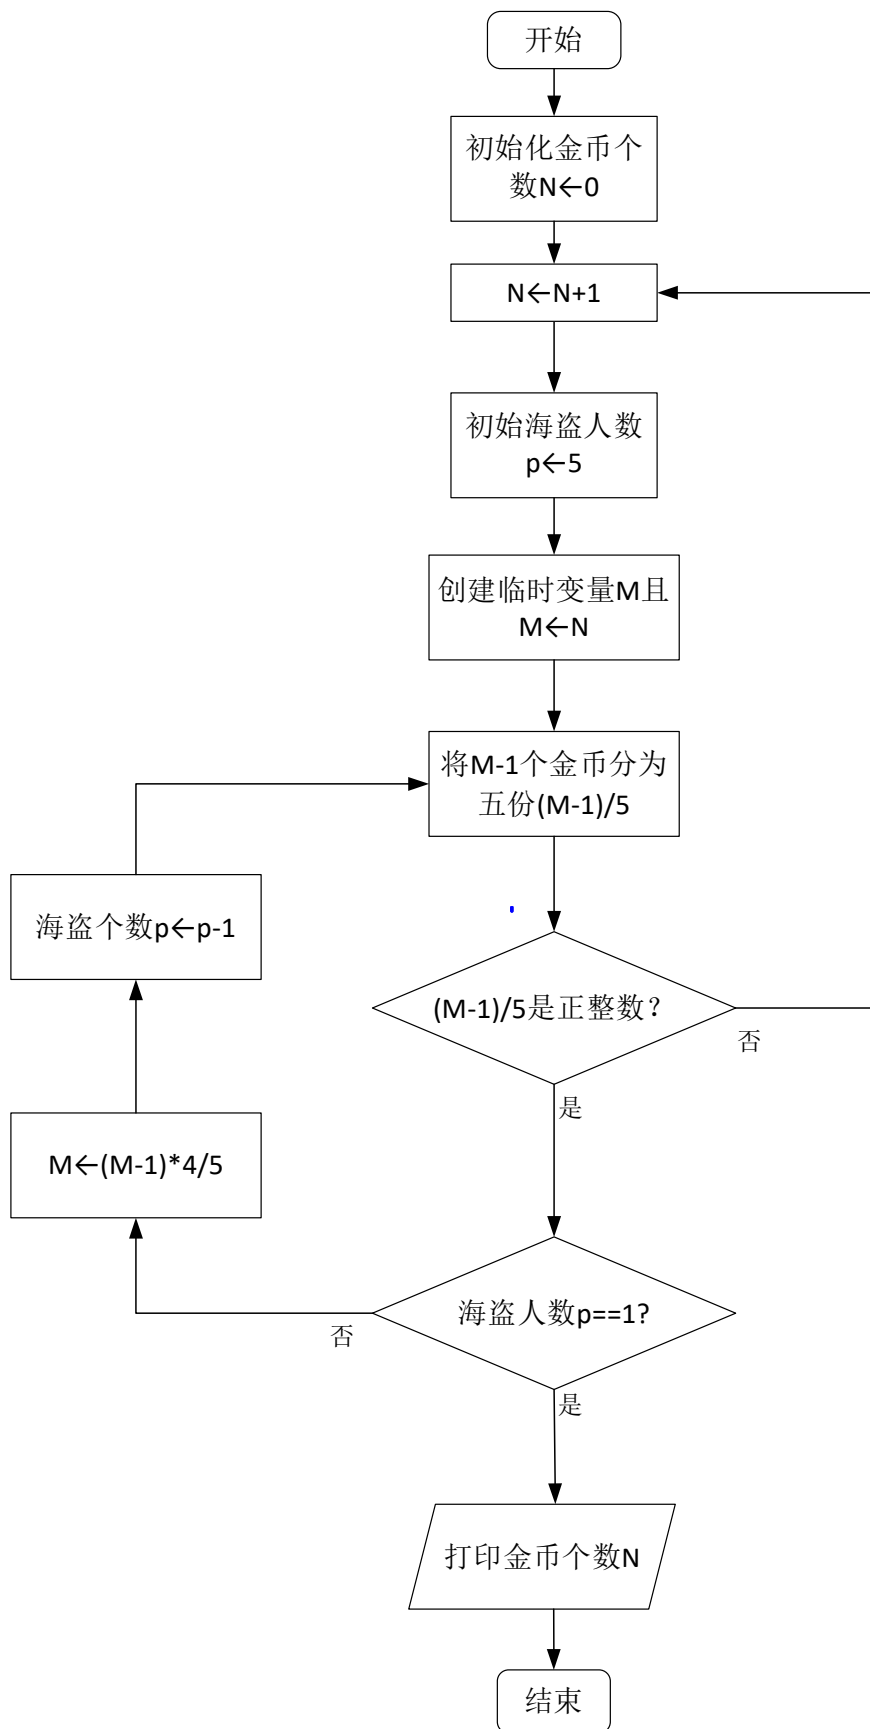 开始
初始化金币个
数N←0
N←N+1
初始海盗人数
p←5
创建临时变量M且
M←N
将M-1个金币分为
五份(M-1)/5
海盗个数p←p-1
(M-1)/5是正整数？
否
是
M←(M-1)*4/5
海盗人数p==1?
否
是
打印金币个数N
结束